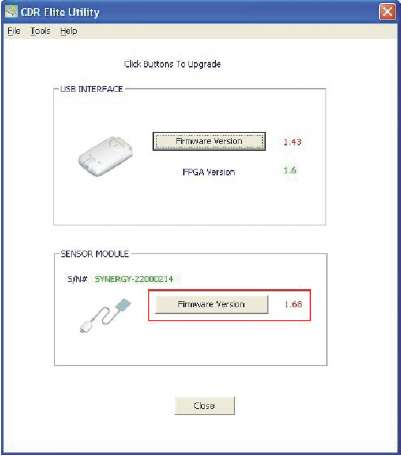 CDR Elite Utility
File Tools Help
Click Buttons To Upgrade
USB INTERFACE
Firmware Version 1.43
FPGA Version 1.6
SENSOR MODULE
S/N# SYNERGY-22000214
Firmware Version 1.68
Close